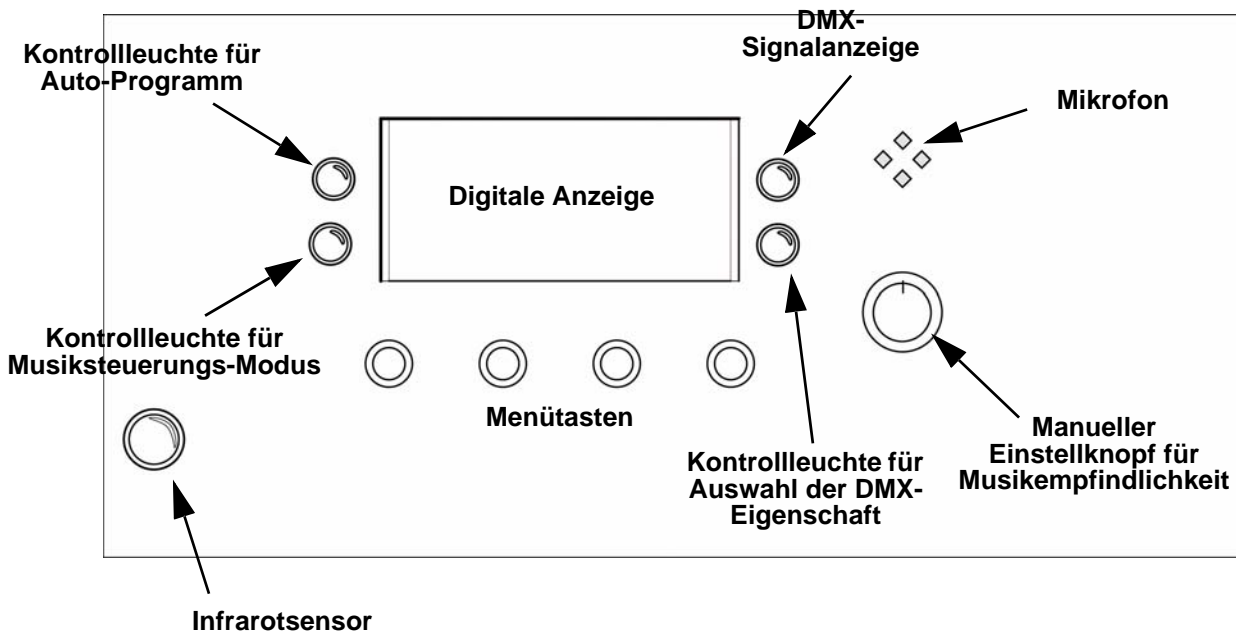 DMX-
Signalanzeige
Kontrollleuchte für
Auto-Programm
Mikrofon
Digitale Anzeige
Kontrollleuchte für
Musiksteuerungs-Modus
Menütasten
Manueller
Einstellknopf für
Musikempfindlichkeit
Kontrollleuchte für
Auswahl der DMX-
Eigenschaft
Infrarotsensor